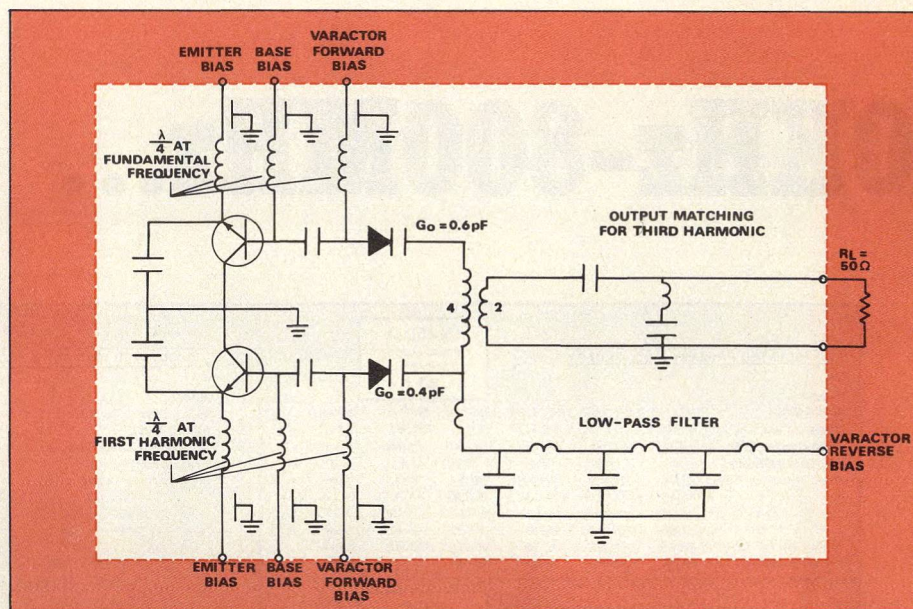 EMITTER
BIAS
BASE
BIAS
VARACTOR
FORWARD
BIAS
λ/4 AT
FUNDAMENTAL
FREQUENCY
G₀ = 0.6pF
OUTPUT MATCHING
FOR THIRD HARMONIC
RL =
50Ω
4
2
G₀ = 0.4pF
λ/4 AT
FIRST HARMONIC
FREQUENCY
LOW-PASS FILTER
VARACTOR
REVERSE
BIAS
EMITTER
BIAS
BASE
BIAS
VARACTOR
FORWARD
BIAS